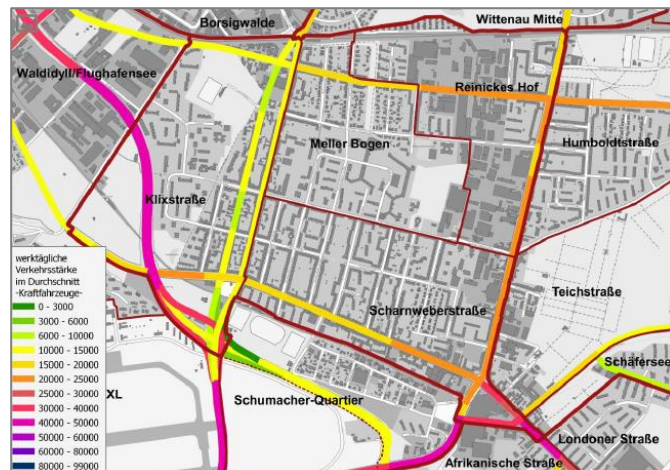 Borsigwalde
Wittenau Mitte
Waldidyll/Flughafensee
Reinickes Hof
Meller Bogen
Humboldtstraße
Klixstraße
werktägliche
Verkehrsstärke
im Durchschnitt
-Kraftfahrzeuge-
0 - 3000
3000 - 6000
6000 - 10000
10000 - 15000
15000 - 20000
20000 - 25000
25000 - 30000
30000 - 40000
40000 - 50000
50000 - 60000
60000 - 80000
80000 - 99000
Teichstraße
Scharnweberstraße
Schäfersee
XL
Schumacher-Quartier
Londoner Straße
Afrikanische Straße